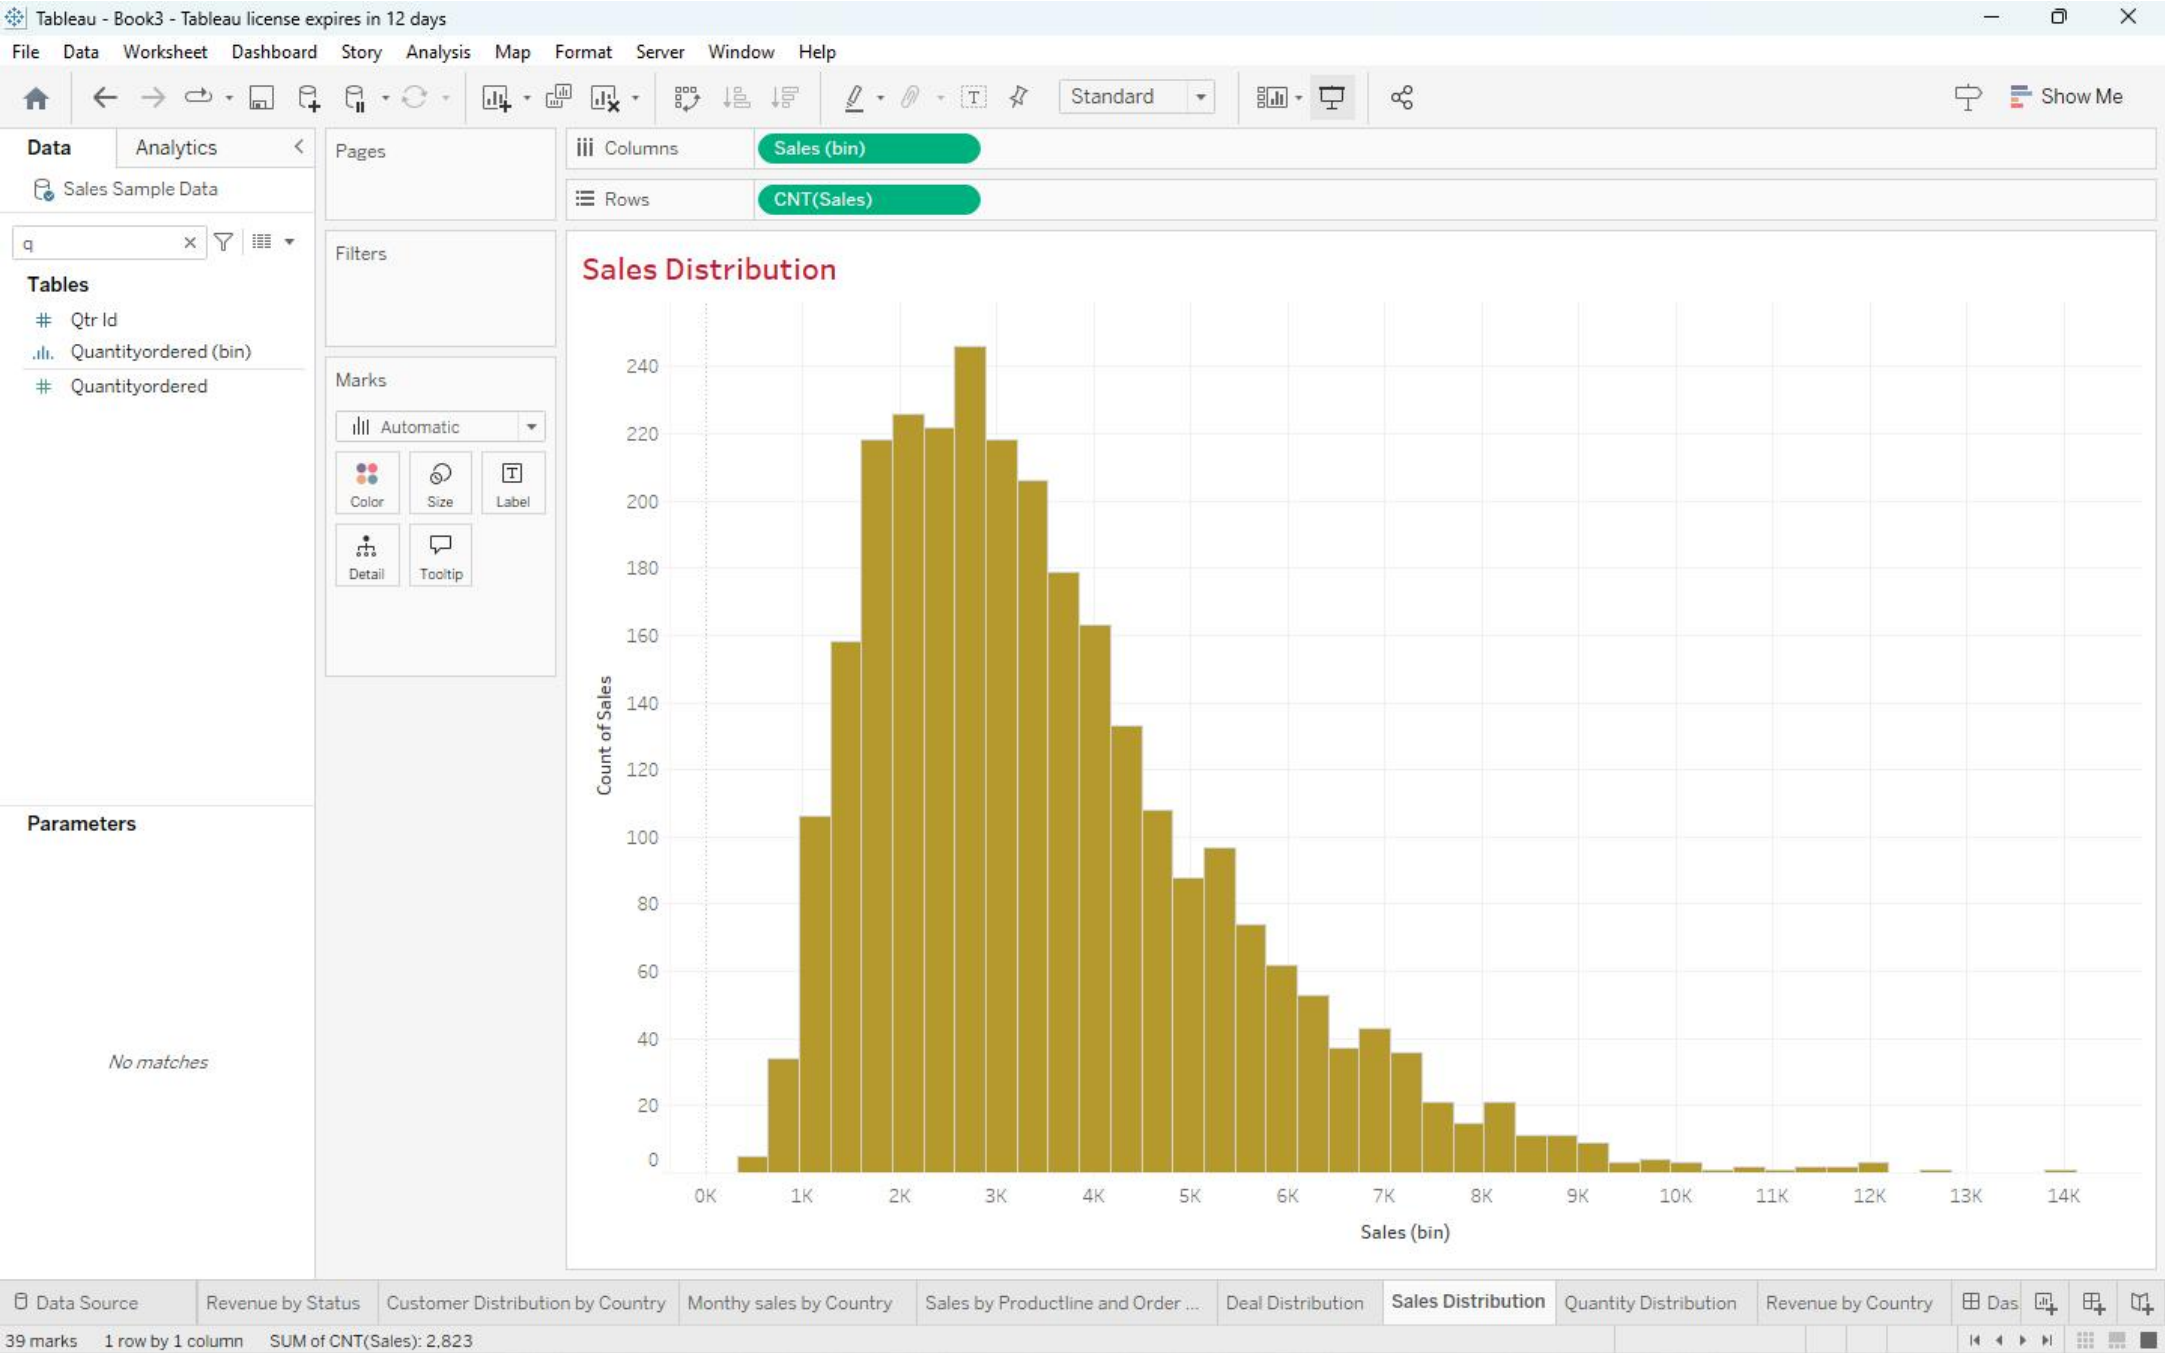 Tableau - Book3 - Tableau license expires in 12 days
File Data Worksheet Dashboard Story Analysis Map Format Server Window Help
Standard
Show Me
Data Analytics
Sales Sample Data
q
Tables
Qtr Id
Quantityordered (bin)
Quantityordered
Parameters
No matches
Pages
Filters
Marks
Automatic
Color Size Label
Detail Tooltip
Columns Sales (bin)
Rows CNT(Sales)
Sales Distribution
Count of Sales
240
220
200
180
160
140
120
100
80
60
40
20
0
0K 1K 2K 3K 4K 5K 6K 7K 8K 9K 10K 11K 12K 13K 14K
Sales (bin)
Data Source Revenue by Status Customer Distribution by Country Monthy sales by Country Sales by Productline and Order ... Deal Distribution Sales Distribution Quantity Distribution Revenue by Country Das
39 marks 1 row by 1 column SUM of CNT(Sales): 2,823